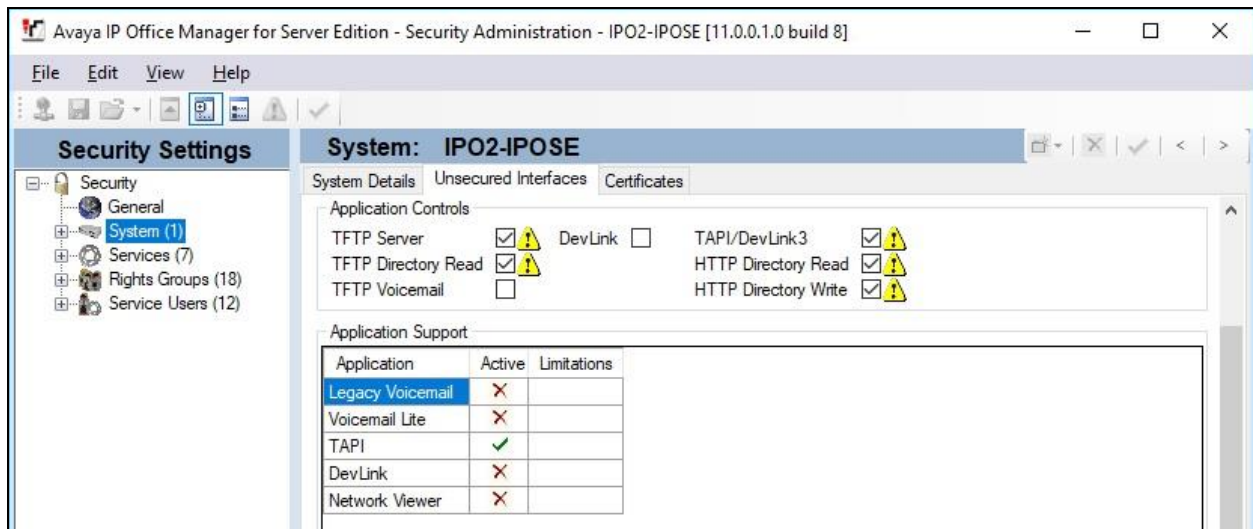 Avaya IP Office Manager for Server Edition - Security Administration - IPO2-IPOSE [11.0.0.1.0 build 8]
File Edit View Help
Security Settings
Security
General
System (1)
Services (7)
Rights Groups (18)
Service Users (12)
System: IPO2-IPOSE
System Details Unsecured Interfaces Certificates
Application Controls
TFTP Server DevLink TAPI/DevLink3
TFTP Directory Read HTTP Directory Read
TFTP Voicemail HTTP Directory Write
Application Support
Application Active Limitations
Legacy Voicemail
Voicemail Lite
TAPI
DevLink
Network Viewer